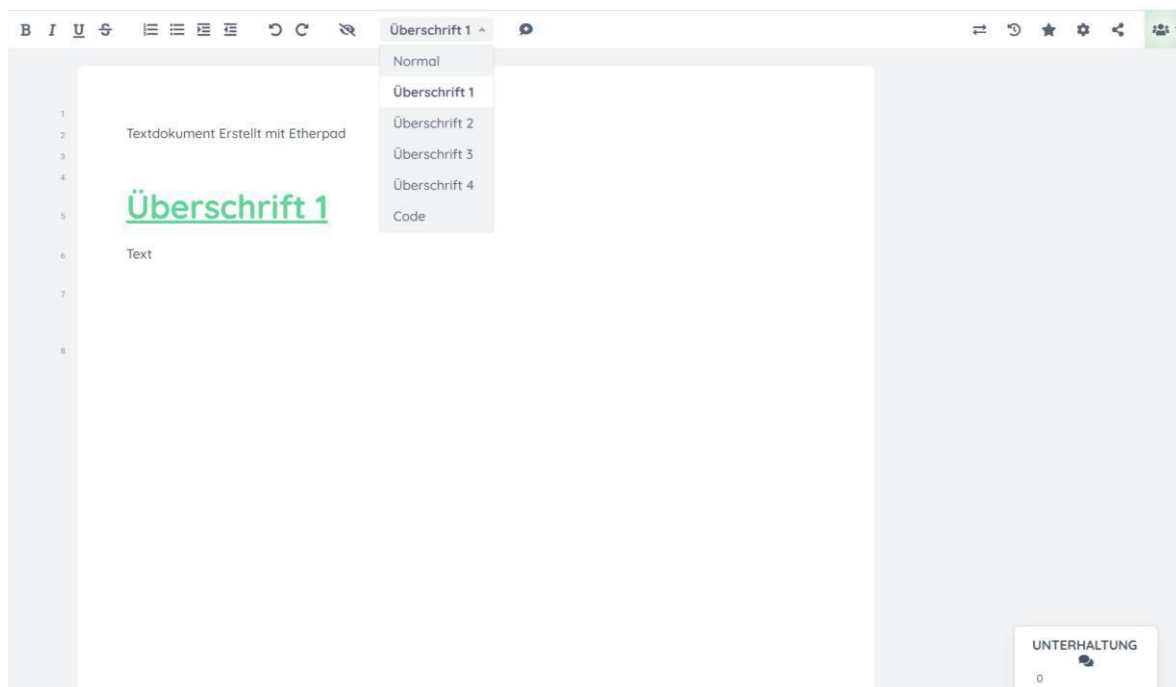 B I U S
Überschrift 1
Normal
Überschrift 1
Überschrift 2
Überschrift 3
Überschrift 4
Code
1
2 Textdokument Erstellt mit Etherpad
3
4
5 Überschrift 1
6 Text
7
8
UNTERHALTUNG
0